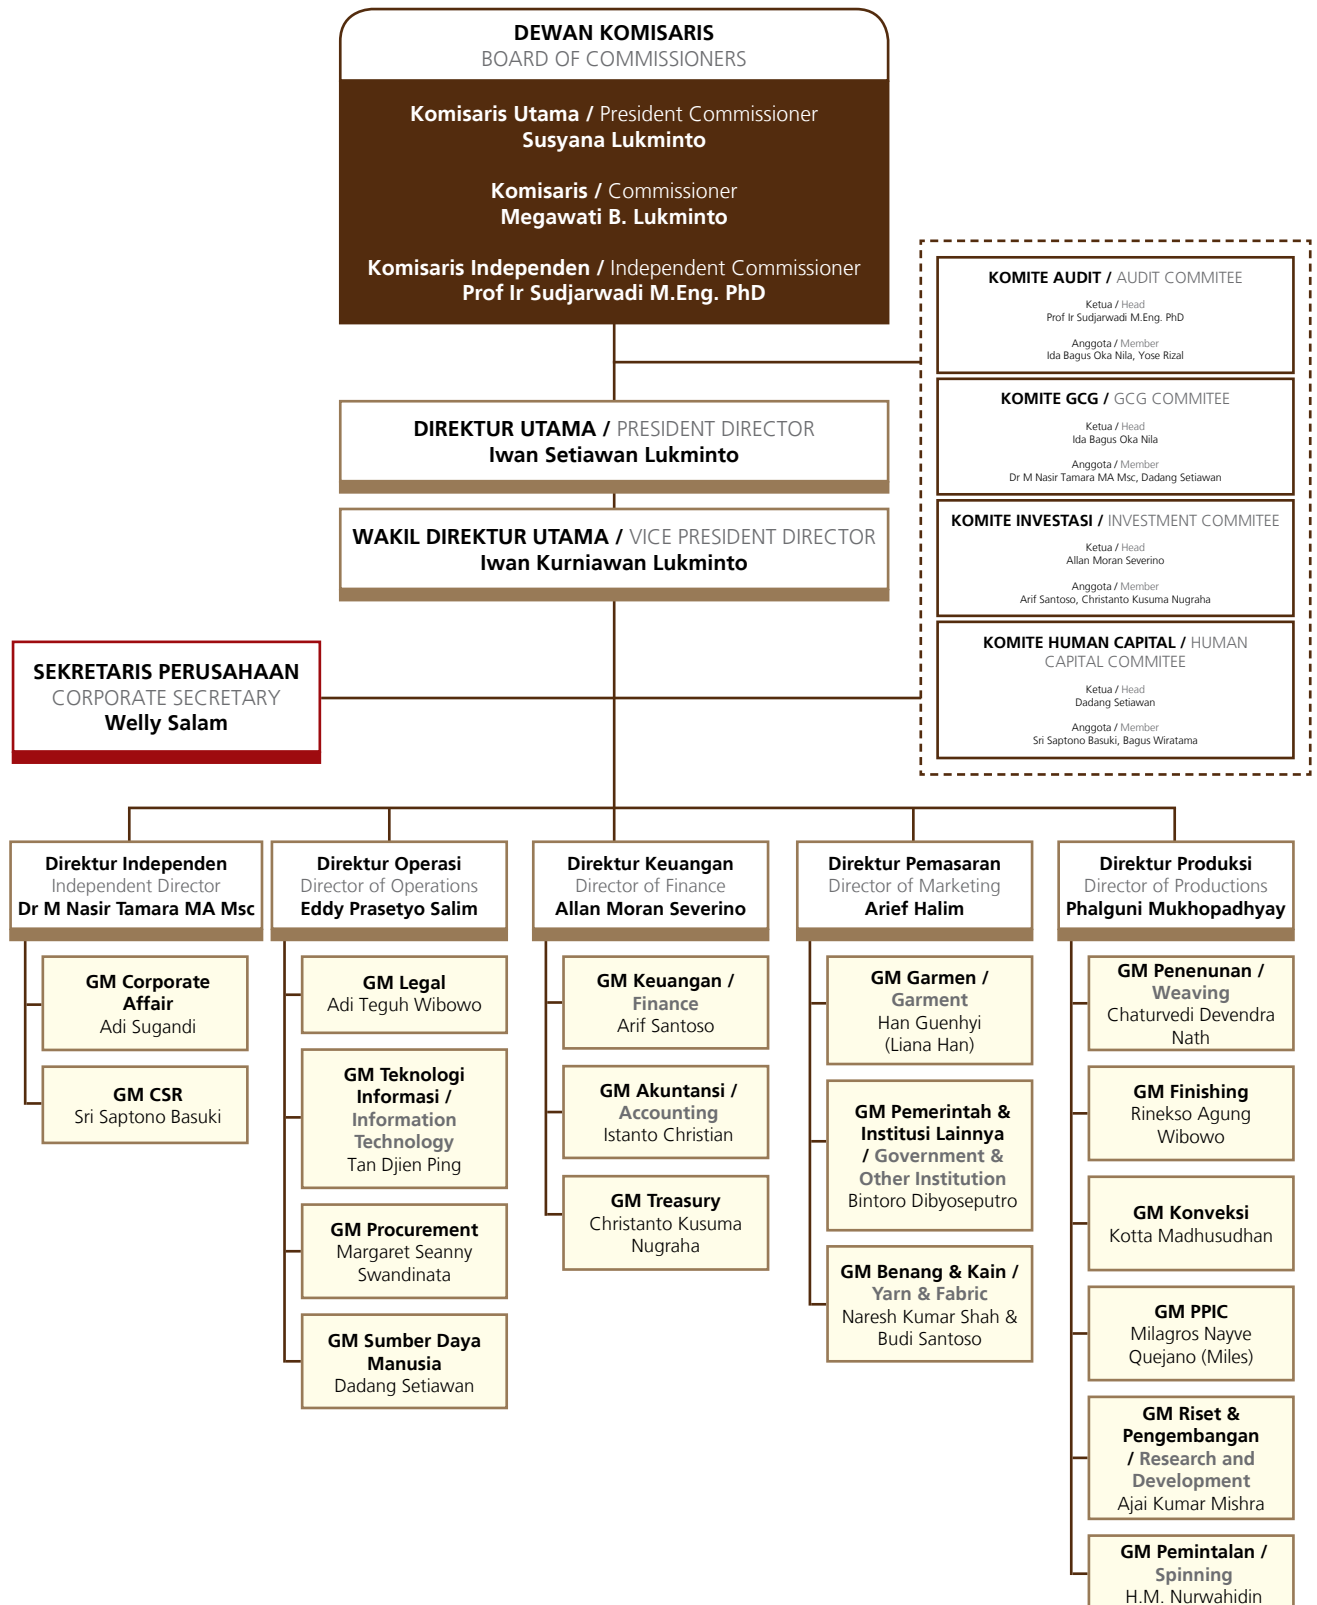 DEWAN KOMISARIS
BOARD OF COMMISSIONERS
Komisaris Utama / President Commissioner
Susyana Lukminto
Komisaris / Commissioner
Megawati B. Lukminto
Komisaris Independen / Independent Commissioner
Prof Ir Sudjarwadi M.Eng. PhD
KOMITE AUDIT / AUDIT COMMITEE
Ketua / Head
Prof Ir Sudjarwadi M.Eng. PhD
Anggota / Member
Ida Bagus Oka Nila, Yose Rizal
KOMITE GCG / GCG COMMITEE
Ketua / Head
Ida Bagus Oka Nila
Anggota / Member
Dr M Nasir Tamara MA Msc, Dadang Setiawan
KOMITE INVESTASI / INVESTMENT COMMITEE
Ketua / Head
Allan Moran Severino
Anggota / Member
Arif Santoso, Christanto Kusuma Nugraha
KOMITE HUMAN CAPITAL / HUMAN
CAPITAL COMMITEE
Ketua / Head
Dadang Setiawan
Anggota / Member
Sri Saptono Basuki, Bagus Wiratama
DIREKTUR UTAMA / PRESIDENT DIRECTOR
Iwan Setiawan Lukminto
WAKIL DIREKTUR UTAMA / VICE PRESIDENT DIRECTOR
Iwan Kurniawan Lukminto
SEKRETARIS PERUSAHAAN
CORPORATE SECRETARY
Welly Salam
Direktur Independen
Independent Director
Dr M Nasir Tamara MA Msc
GM Corporate
Affair
Adi Sugandi
GM CSR
Sri Saptono Basuki
Direktur Operasi
Director of Operations
Eddy Prasetyo Salim
GM Legal
Adi Teguh Wibowo
GM Teknologi
Informasi /
Information
Technology
Tan Djien Ping
GM Procurement
Margaret Seanny
Swandinata
GM Sumber Daya
Manusia
Dadang Setiawan
Direktur Keuangan
Director of Finance
Allan Moran Severino
GM Keuangan /
Finance
Arif Santoso
GM Akuntansi /
Accounting
Istanto Christian
GM Treasury
Christanto Kusuma
Nugraha
Direktur Pemasaran
Director of Marketing
Arief Halim
GM Garmen /
Garment
Han Guenhyi
(Liana Han)
GM Pemerintah &
Institusi Lainnya
/ Government &
Other Institution
Bintoro Dibyoseputro
GM Benang & Kain /
Yarn & Fabric
Naresh Kumar Shah &
Budi Santoso
Direktur Produksi
Director of Productions
Phalguni Mukhopadhyay
GM Penenunan /
Weaving
Chaturvedi Devendra
Nath
GM Finishing
Rinekso Agung
Wibowo
GM Konveksi
Kotta Madhusudhan
GM PPIC
Milagros Nayve
Quejano (Miles)
GM Riset &
Pengembangan
/ Research and
Development
Ajai Kumar Mishra
GM Pemintalan /
Spinning
H.M. Nurwahidin